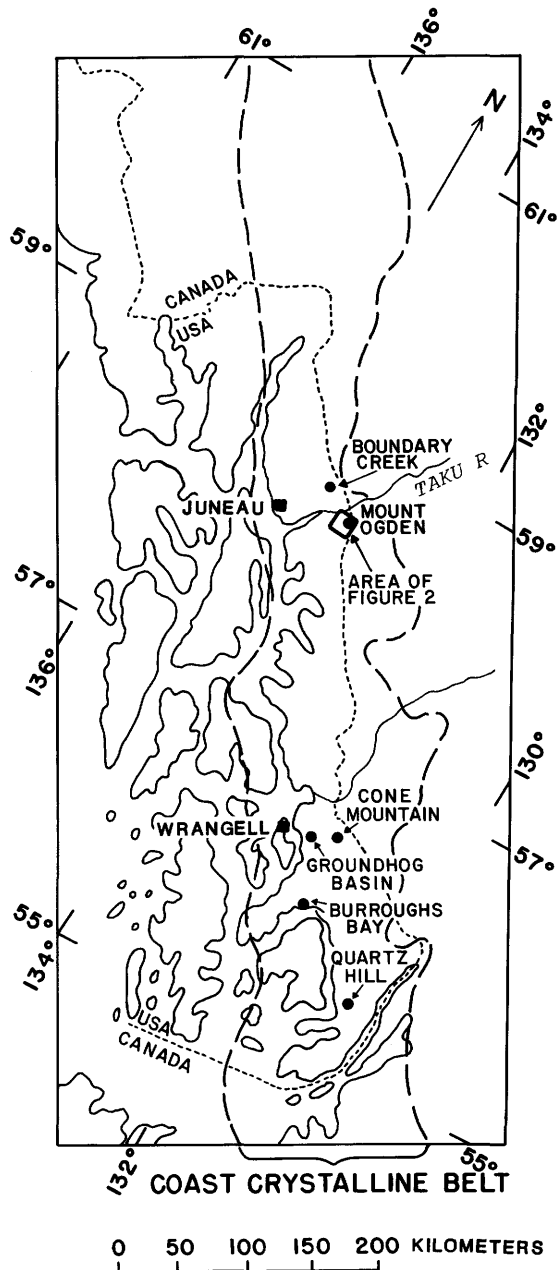 61°
136°
N
134°
61°
59°
CANADA
USA
132°
BOUNDARY
CREEK
TAKU R
JUNEAU
MOUNT
OGDEN
59°
AREA OF
FIGURE 2
57°
136°
130°
CONE
MOUNTAIN
WRANGELL
57°
GROUNDHOG
BASIN
BURROUGHS
BAY
55°
134°
QUARTZ
HILL
USA
CANADA
132°
55°
COAST CRYSTALLINE BELT
0 50 100 150 200 KILOMETERS